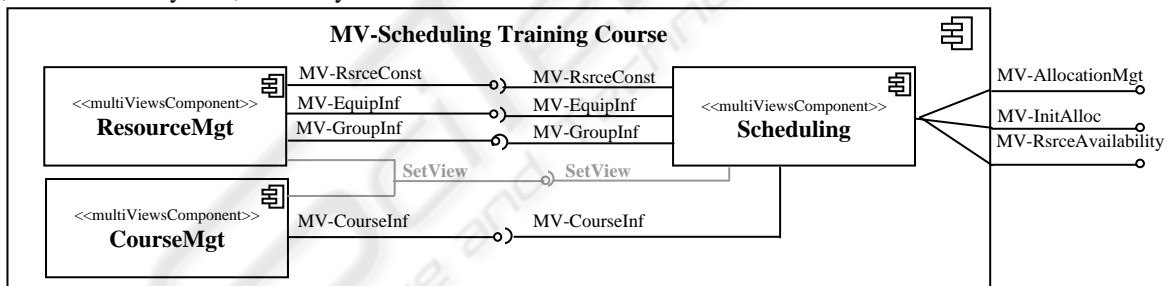 MV-Scheduling Training Course
MV-RsrceConst MV-RsrceConst
MV-AllocationMgt
<<multiViewsComponent>> MV-EquipInf MV-EquipInf <<multiViewsComponent>>
ResourceMgt Scheduling
MV-InitAlloc
MV-GroupInf MV-GroupInf
MV-RsrceAvailability
SetView SetView
<<multiViewsComponent>>
MV-CourseInf MV-CourseInf
CourseMgt